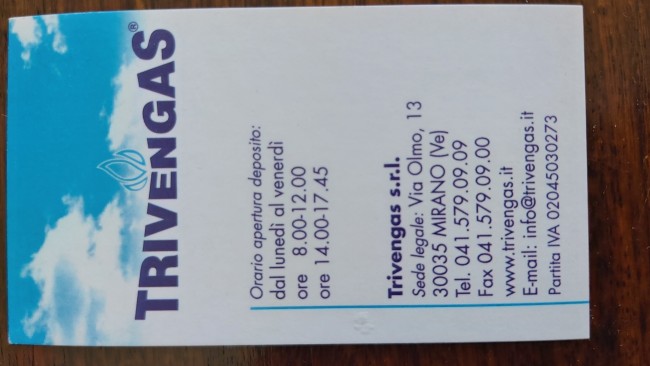 TRIVENGAS®
Orario apertura deposito:
dal lunedì al venerdì
ore 8.00-12.00
ore 14.00-17.45
Trivengas s.r.l.
Sede legale: Via Olmo, 13
30035 MIRANO (Ve)
Tel. 041.579.09.09
Fax 041.579.09.00
www.trivengas.it
E-mail: info@trivengas.it
Partita IVA 02045030273